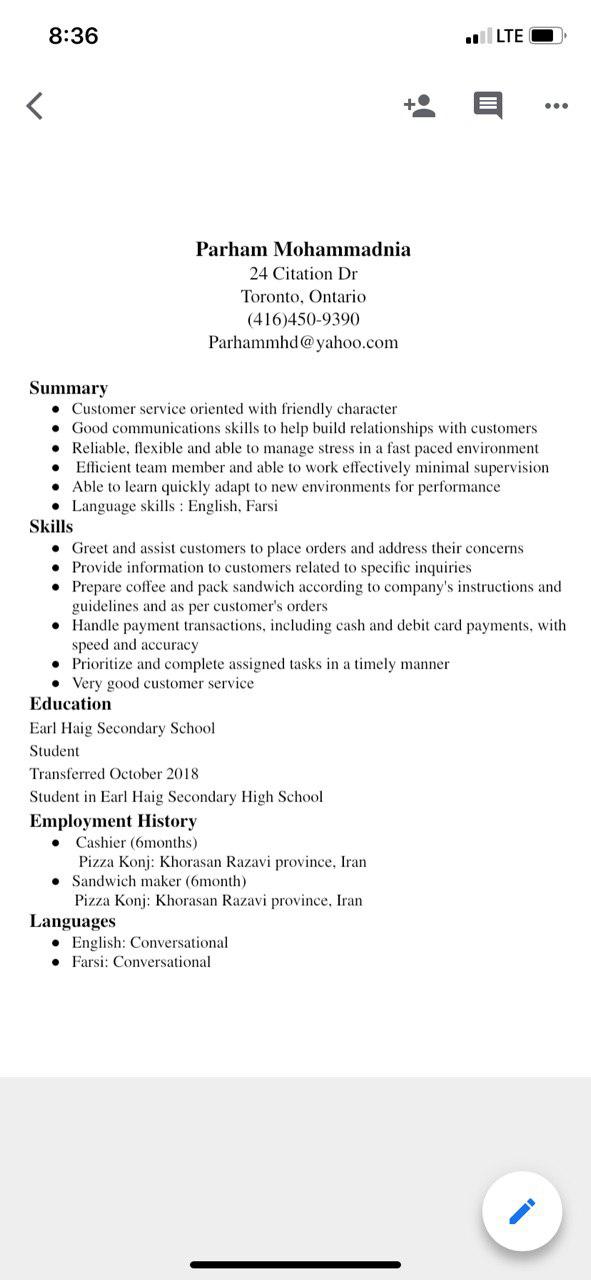 8:36
LTE
Parham Mohammadnia
24 Citation Dr
Toronto, Ontario
(416)450-9390
Parhammhd@yahoo.com
Summary
● Customer service oriented with friendly character
● Good communications skills to help build relationships with customers
● Reliable, flexible and able to manage stress in a fast paced environment
● Efficient team member and able to work effectively minimal supervision
● Able to learn quickly adapt to new environments for performance
● Language skills : English, Farsi
Skills
● Greet and assist customers to place orders and address their concerns
● Provide information to customers related to specific inquiries
● Prepare coffee and pack sandwich according to company's instructions and
guidelines and as per customer's orders
● Handle payment transactions, including cash and debit card payments, with
speed and accuracy
● Prioritize and complete assigned tasks in a timely manner
● Very good customer service
Education
Earl Haig Secondary School
Student
Transferred October 2018
Student in Earl Haig Secondary High School
Employment History
● Cashier (6months)
Pizza Konj: Khorasan Razavi province, Iran
● Sandwich maker (6month)
Pizza Konj: Khorasan Razavi province, Iran
Languages
● English: Conversational
● Farsi: Conversational